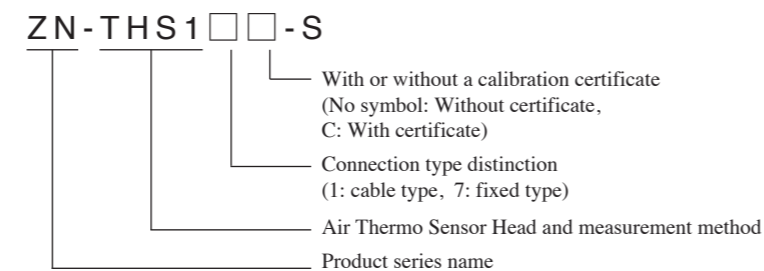 ZN-THS1□□-S
With or without a calibration certificate
(No symbol: Without certificate,
C: With certificate)
Connection type distinction
(1: cable type, 7: fixed type)
Air Thermo Sensor Head and measurement method
Product series name